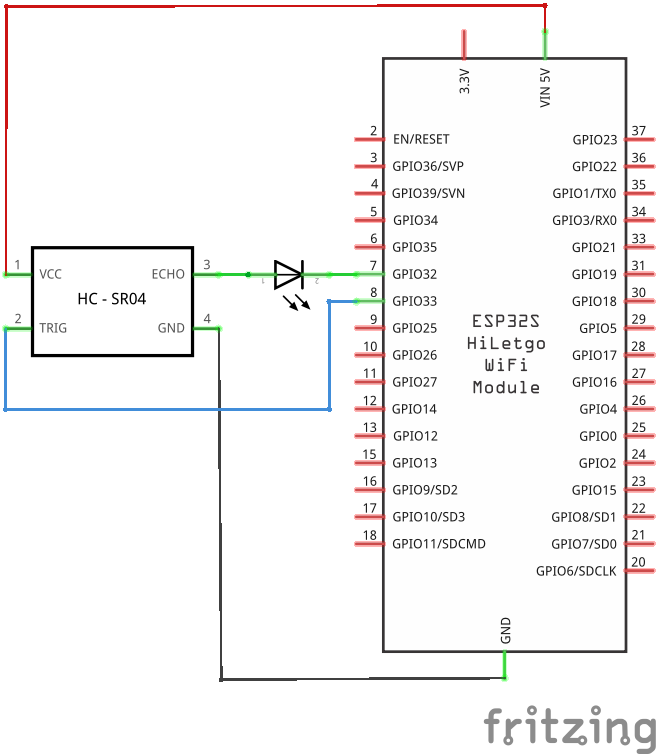 3.3V
VIN 5V
2 EN/RESET GPIO23 37
3 GPIO36/SVP GPIO22 36
4 GPIO39/SVN GPIO1/TX0 35
5 GPIO34 GPIO3/RX0 34
6 GPIO35 GPIO21 33
1 VCC ECHO 3 1 2 7 GPIO32 GPIO19 31
HC - SR04
8 GPIO33 GPIO18 30
2 TRIG GND 4 9 GPIO25 GPIO5 29
10 GPIO26 GPIO17 28
11 GPIO27 GPIO16 27
ESP32S
HiLetgo
WiFi
Module
12 GPIO14 GPIO4 26
13 GPIO12 GPIO0 25
15 GPIO13 GPIO2 24
16 GPIO9/SD2 GPIO15 23
17 GPIO10/SD3 GPIO8/SD1 22
18 GPIO11/SDCMD GPIO7/SD0 21
GPIO6/SDCLK 20
GND
fritzing